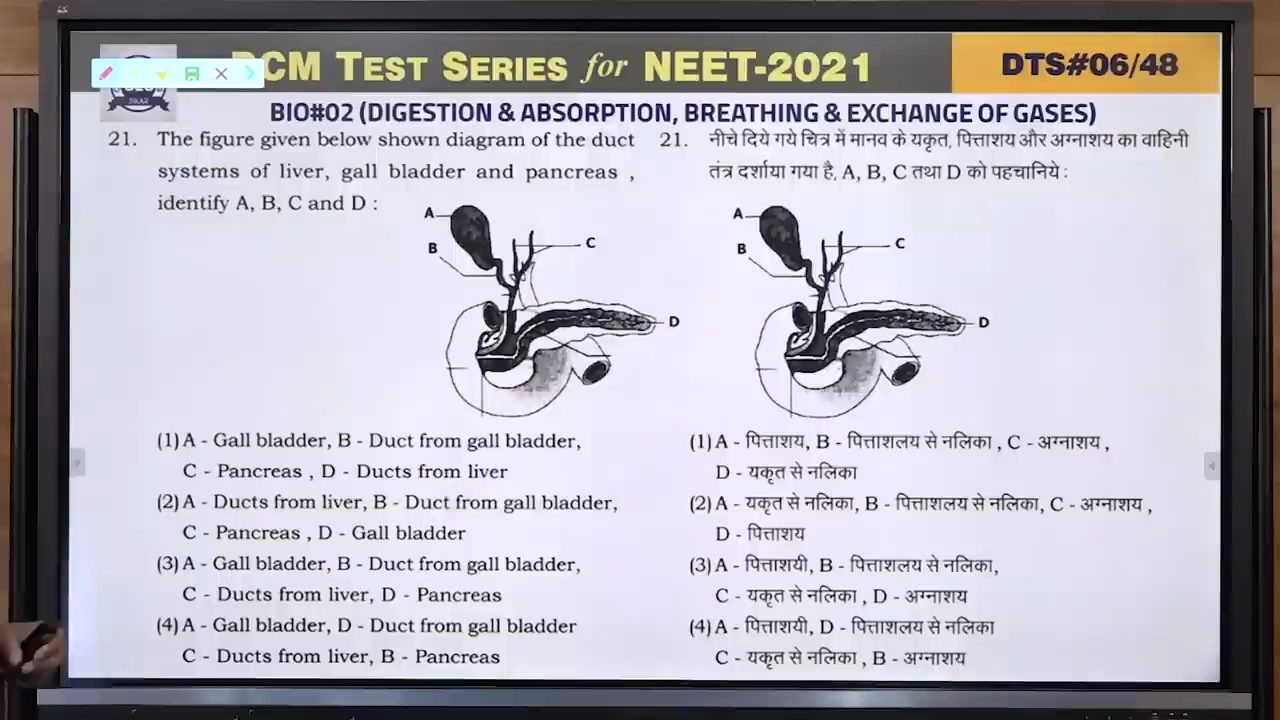 DCM TEST SERIES for NEET-2021
DTS#06/48
BIO#02 (DIGESTION & ABSORPTION, BREATHING & EXCHANGE OF GASES)
21. The figure given below shown diagram of the duct
systems of liver, gall bladder and pancreas ,
identify A, B, C and D :
A
B
C
D
(1) A - Gall bladder, B - Duct from gall bladder,
C - Pancreas , D - Ducts from liver
(2) A - Ducts from liver, B - Duct from gall bladder,
C - Pancreas , D - Gall bladder
(3) A - Gall bladder, B - Duct from gall bladder,
C - Ducts from liver, D - Pancreas
(4) A - Gall bladder, D - Duct from gall bladder
C - Ducts from liver, B - Pancreas
21. नीचे दिये गये चित्र में मानव के यकृत, पित्ताशय और अग्नाशय का वाहिनी
तंत्र दर्शाया गया है, A, B, C तथा D को पहचानिये :
A
B
C
D
(1) A - पित्ताशय, B - पित्ताशलय से नलिका , C - अग्नाशय ,
D - यकृत से नलिका
(2) A - यकृत से नलिका, B - पित्ताशलय से नलिका, C - अग्नाशय ,
D - पित्ताशय
(3) A - पित्ताशयी, B - पित्ताशलय से नलिका,
C - यकृत से नलिका , D - अग्नाशय
(4) A - पित्ताशयी, D - पित्ताशलय से नलिका
C - यकृत से नलिका , B - अग्नाशय